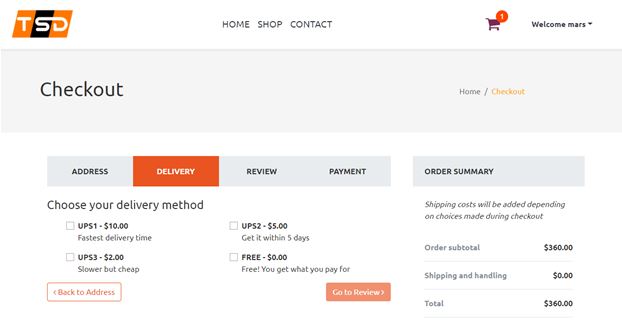 TSD
HOME SHOP CONTACT
1
Welcome mars
Checkout
Home / Checkout
ADDRESS DELIVERY REVIEW PAYMENT
Choose your delivery method
UPS1 - $10.00
Fastest delivery time
UPS2 - $5.00
Get it within 5 days
UPS3 - $2.00
Slower but cheap
FREE - $0.00
Free! You get what you pay for
‹ Back to Address
Go to Review ›
ORDER SUMMARY
Shipping costs will be added depending
on choices made during checkout
Order subtotal $360.00
Shipping and handling $0.00
Total $360.00